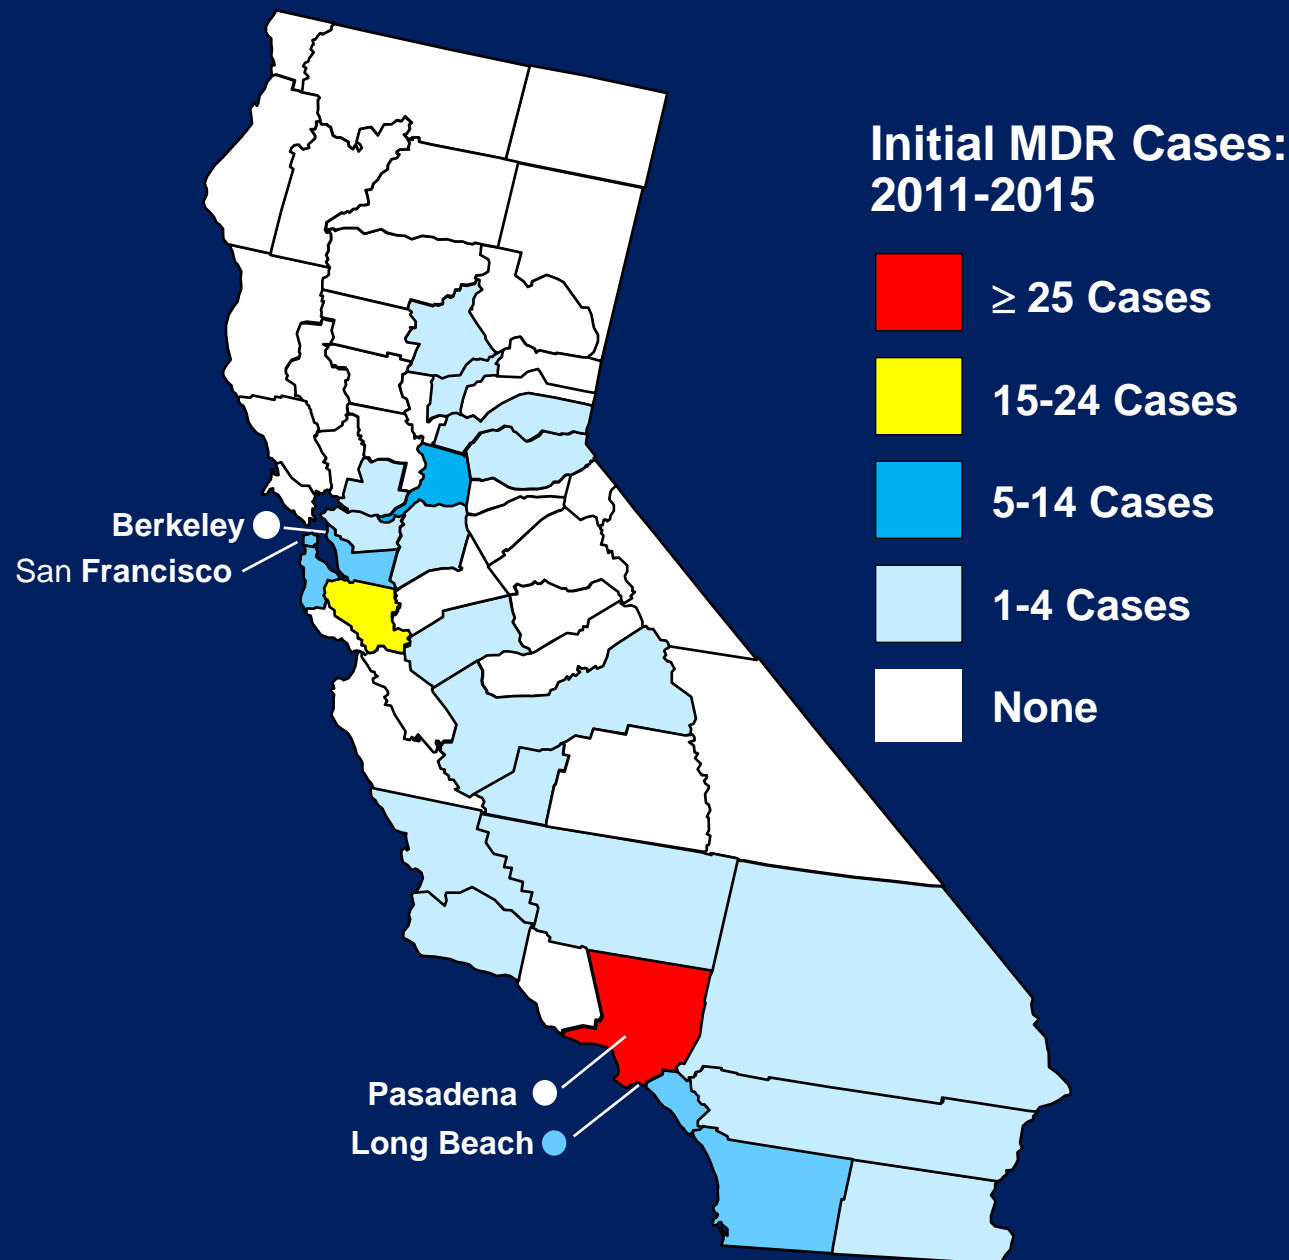 Initial MDR Cases:
2011-2015
≥ 25 Cases
15-24 Cases
5-14 Cases
1-4 Cases
None
Berkeley
San Francisco
Pasadena
Long Beach